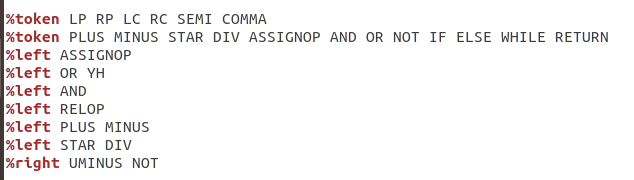 %token LP RP LC RC SEMI COMMA
%token PLUS MINUS STAR DIV ASSIGNOP AND OR NOT IF ELSE WHILE RETURN
%left ASSIGNOP
%left OR YH
%left AND
%left RELOP
%left PLUS MINUS
%left STAR DIV
%right UMINUS NOT